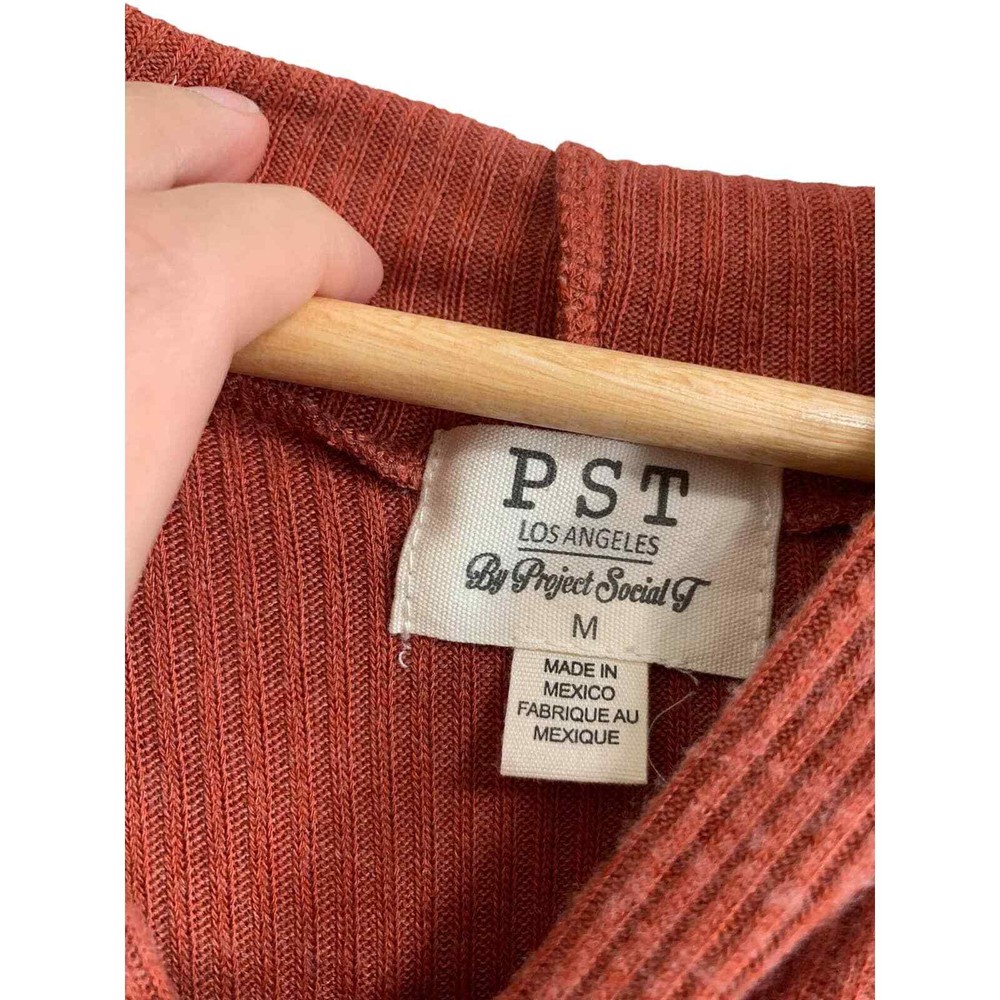 PST
LOS ANGELES
By Project Social T
M
MADE IN
MEXICO
FABRIQUE AU
MEXIQUE